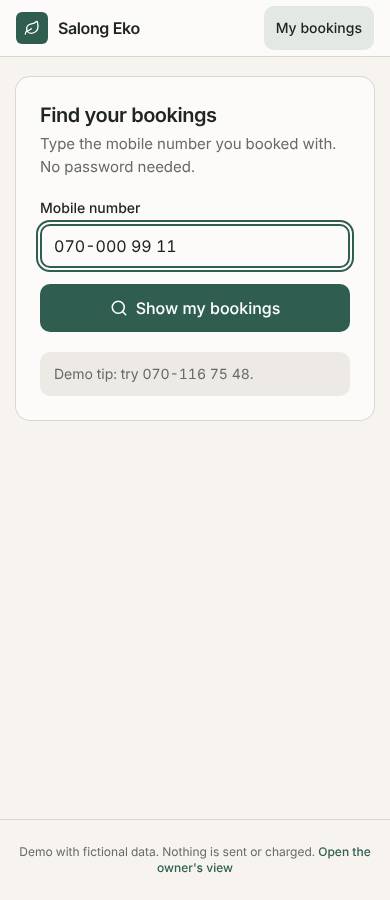 Salong Eko
My bookings
Find your bookings
Type the mobile number you booked with.
No password needed.
Mobile number
070-000 99 11
Show my bookings
Demo tip: try 070-116 75 48.
Demo with fictional data. Nothing is sent or charged. Open the
owner's view